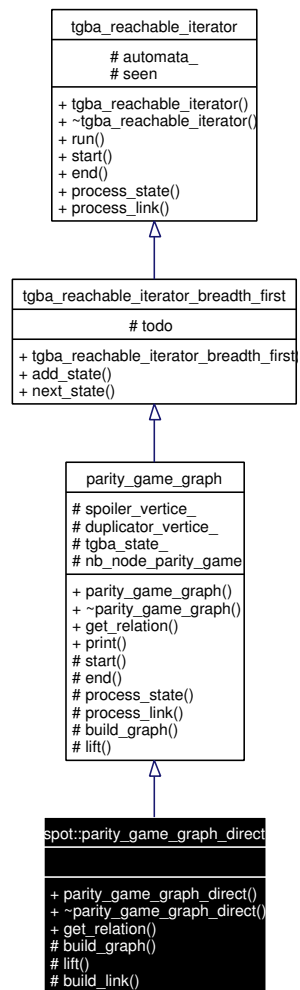 tgba_reachable_iterator
# automata_
# seen
+ tgba_reachable_iterator()
+ ~tgba_reachable_iterator()
+ run()
+ start()
+ end()
+ process_state()
+ process_link()
tgba_reachable_iterator_breadth_first
# todo
+ tgba_reachable_iterator_breadth_first(
+ add_state()
+ next_state()
parity_game_graph
# spoiler_vertice_
# duplicator_vertice_
# tgba_state_
# nb_node_parity_game
+ parity_game_graph()
+ ~parity_game_graph()
+ get_relation()
+ print()
# start()
# end()
# process_state()
# process_link()
# build_graph()
# lift()
spot::parity_game_graph_direct
+ parity_game_graph_direct()
+ ~parity_game_graph_direct()
+ get_relation()
# build_graph()
# lift()
# build_link()